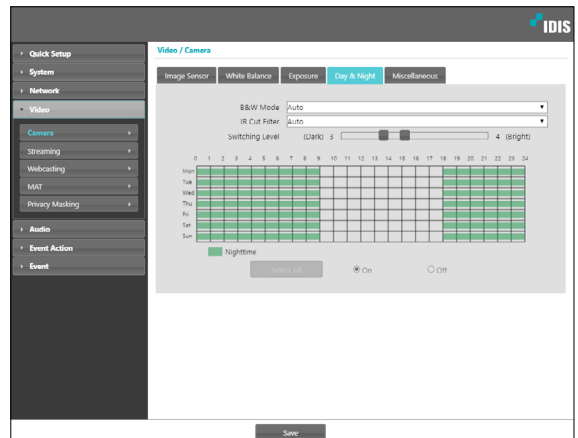 IDIS
Quick Setup
System
Network
Video
Camera
Streaming
Webcasting
MAT
Privacy Masking
Audio
Event Action
Event
Video / Camera
Image Sensor White Balance Exposure Day & Night Miscellaneous
B&W Mode Auto
IR Cut Filter Auto
Switching Level (Dark) 3 4 (Bright)
0 1 2 3 4 5 6 7 8 9 10 11 12 13 14 15 16 17 18 19 20 21 22 23 24
Mon
Tue
Wed
Thu
Fri
Sat
Sun
Nighttime
Select All On Off
Save